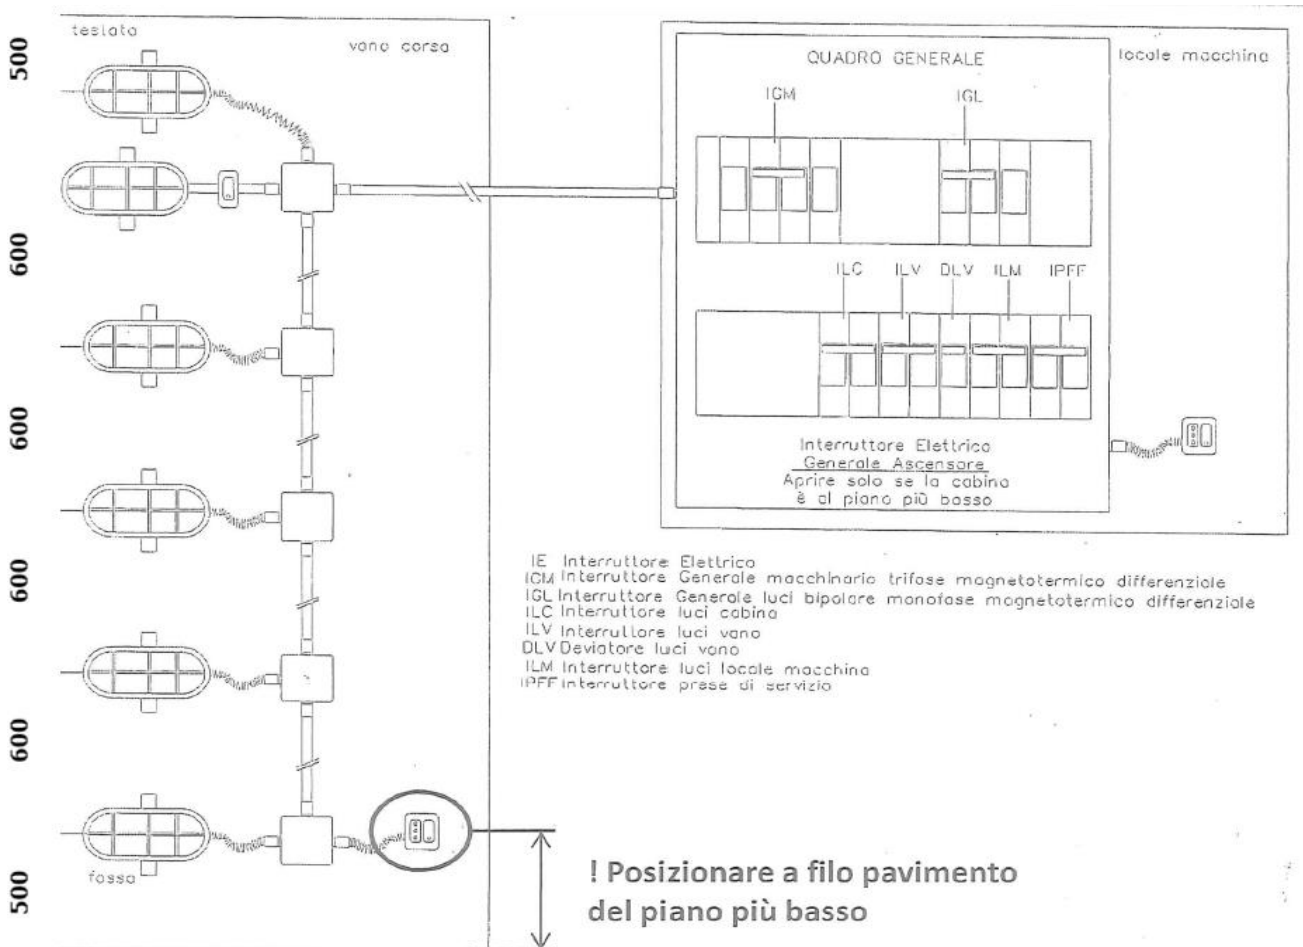 500
600
600
600
600
500
testata
vano corsa
fossa
QUADRO GENERALE
locale macchina
IGM
IGL
ILC ILV DLV ILM IPFF
Interruttore Elettrico
Generale Ascensore
Aprire solo se la cabina
è al piano più basso
IE Interruttore Elettrico
IGM Interruttore Generale macchinario trifase magnetotermico differenziale
IGL Interruttore Generale luci bipolare monofase magnetotermico differenziale
ILC Interruttore luci cabina
ILV Interruttore luci vano
DLV Deviatore luci vano
ILM Interruttore luci locale macchina
IPFF Interruttore prese di servizio
! Posizionare a filo pavimento
del piano più basso